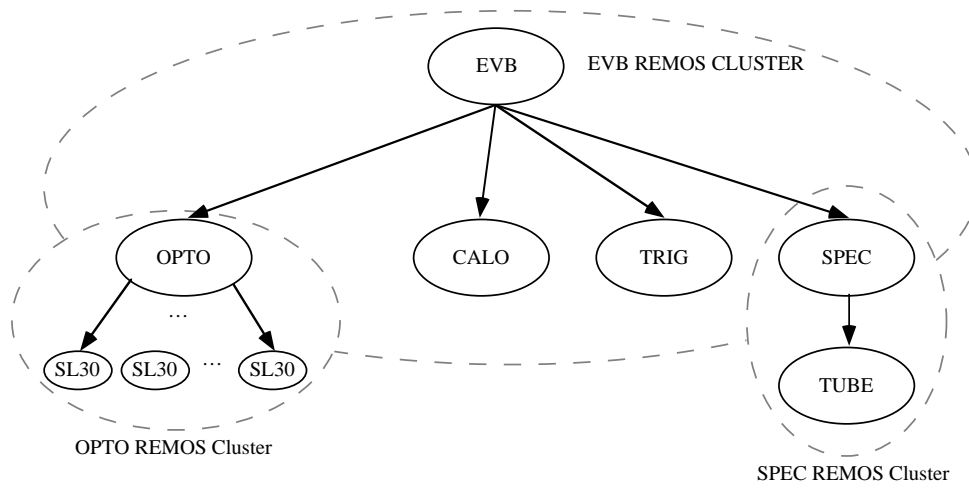 EVB
EVB REMOS CLUSTER
OPTO
CALO
TRIG
SPEC
...
SL30
SL30
...
SL30
TUBE
OPTO REMOS Cluster
SPEC REMOS Cluster